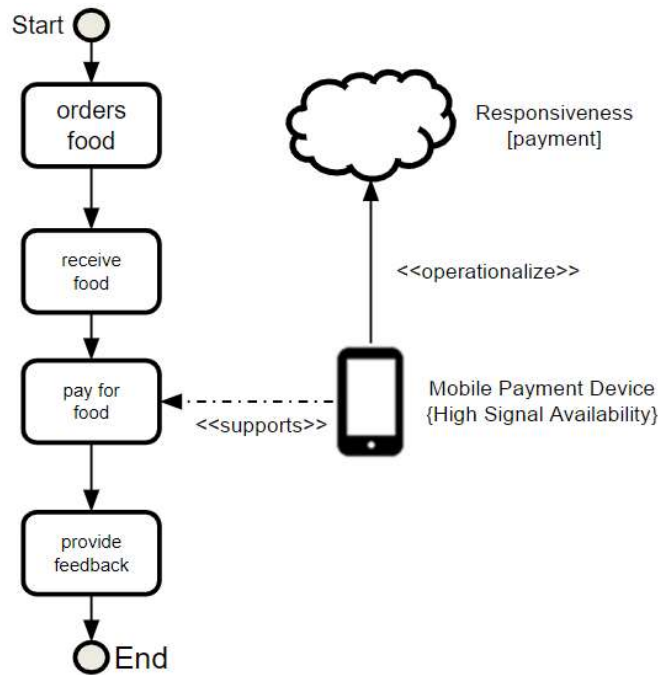 Start
orders
food
receive
food
pay for
food
provide
feedback
End
Responsiveness
[payment]
<<operationalize>>
Mobile Payment Device
{High Signal Availability}
<<supports>>